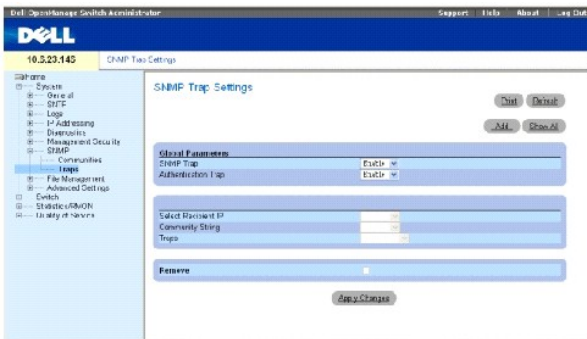 Dell OpenManage Switch Administrator
Support Help About Log Out
DELL
10.6.23.146 SNMP Trap Settings
Home
System
General
SNTP
Logs
IP Addressing
Diagnostics
Management Security
SNMP
Communities
Traps
File Management
Advanced Settings
Switch
Statistics/RMON
Quality of Service
SNMP Trap Settings
Print Refresh
Add Show All
Global Parameters
SNMP Trap Enable
Authentication Trap Enable
Select Recipient IP
Community String
Traps
Remove
Apply Changes